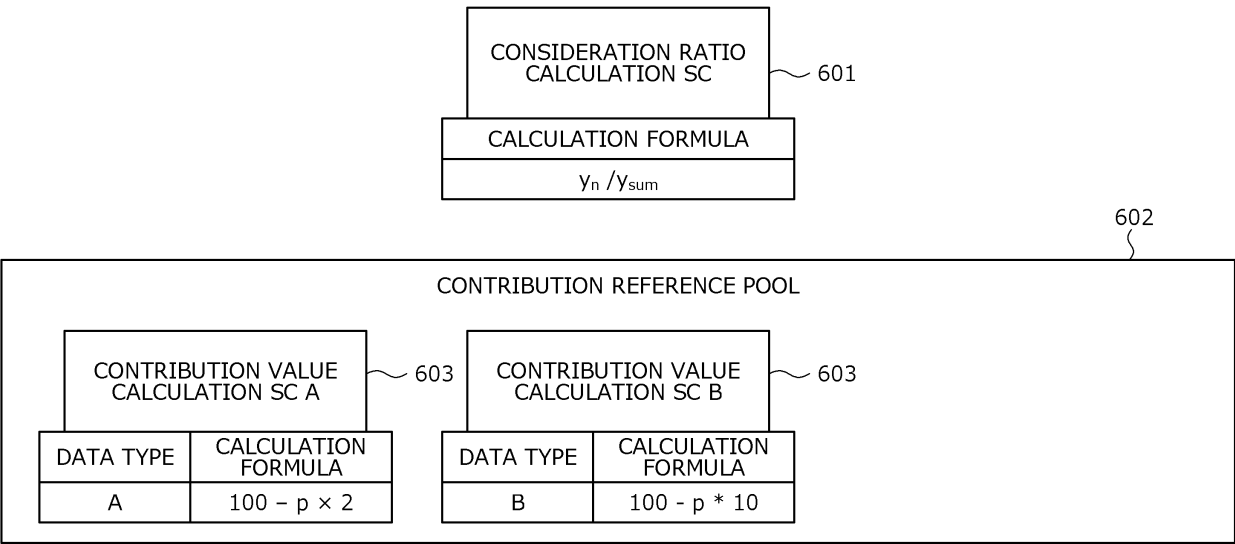 CONSIDERATION RATIO
CALCULATION SC
601
CALCULATION FORMULA
yn /ysum
602
CONTRIBUTION REFERENCE POOL
CONTRIBUTION VALUE
CALCULATION SC A
603
DATA TYPE
CALCULATION
FORMULA
A
100 – p × 2
CONTRIBUTION VALUE
CALCULATION SC B
603
DATA TYPE
CALCULATION
FORMULA
B
100 - p * 10